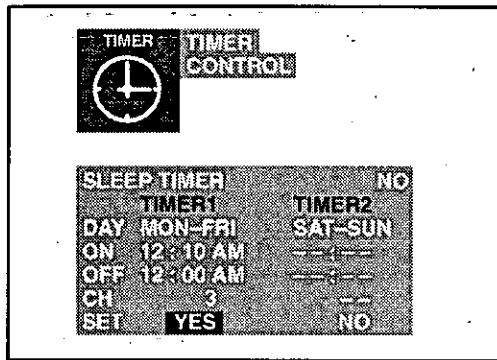 TIMER
TIMER
CONTROL
SLEEP TIMER NO
TIMER1 TIMER2
DAY MON–FRI SAT–SUN
ON 12:10 AM --:--
OFF 12:00 AM --:--
CH 3 --
SET YES NO